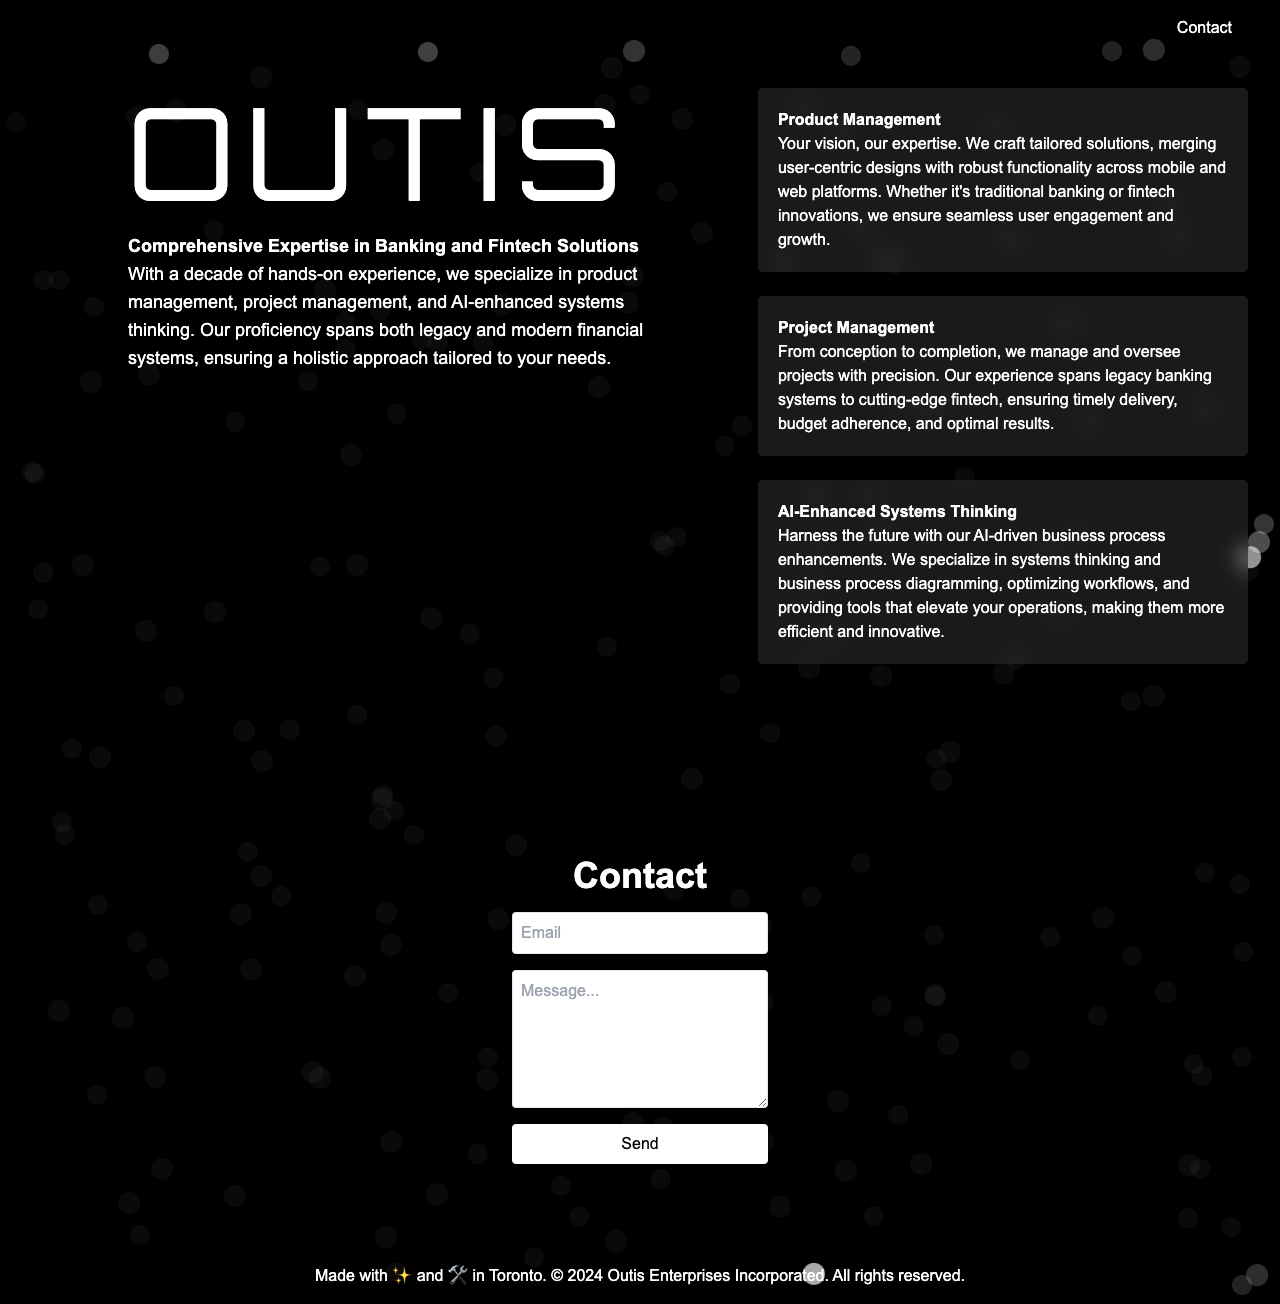 Contact
OUTIS
Comprehensive Expertise in Banking and Fintech Solutions
With a decade of hands-on experience, we specialize in product
management, project management, and AI-enhanced systems
thinking. Our proficiency spans both legacy and modern financial
systems, ensuring a holistic approach tailored to your needs.
Product Management
Your vision, our expertise. We craft tailored solutions, merging
user-centric designs with robust functionality across mobile and
web platforms. Whether it's traditional banking or fintech
innovations, we ensure seamless user engagement and
growth.
Project Management
From conception to completion, we manage and oversee
projects with precision. Our experience spans legacy banking
systems to cutting-edge fintech, ensuring timely delivery,
budget adherence, and optimal results.
AI-Enhanced Systems Thinking
Harness the future with our AI-driven business process
enhancements. We specialize in systems thinking and
business process diagramming, optimizing workflows, and
providing tools that elevate your operations, making them more
efficient and innovative.
Contact
Email
Message...
Send
Made with ✨ and 🛠️ in Toronto. © 2024 Outis Enterprises Incorporated. All rights reserved.